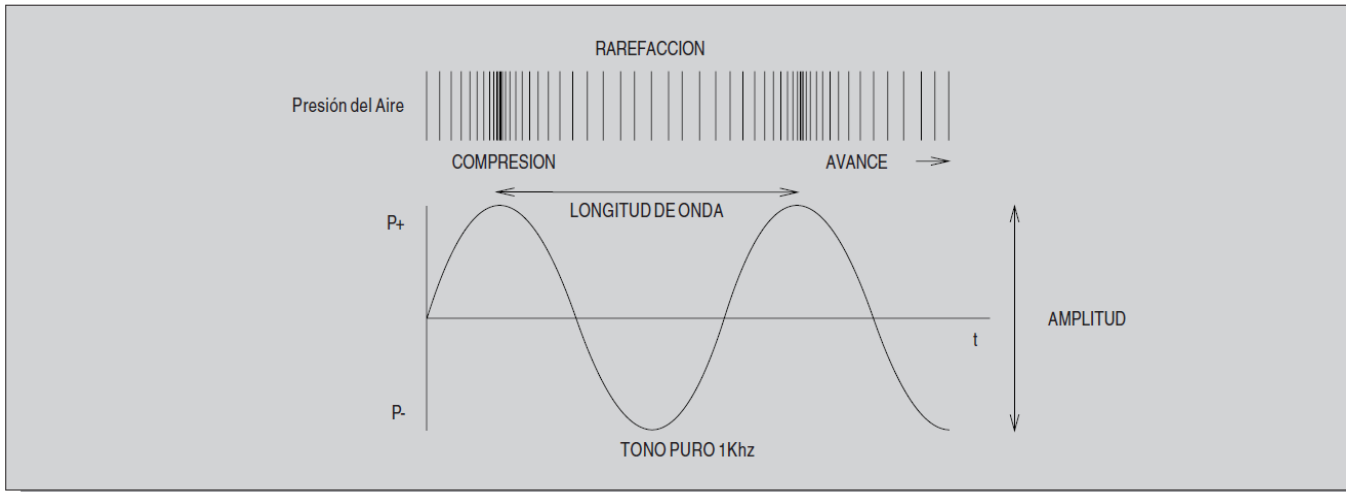 RAREFACCION
Presión del Aire
COMPRESION
AVANCE
LONGITUD DE ONDA
P+
t
AMPLITUD
P-
TONO PURO 1Khz